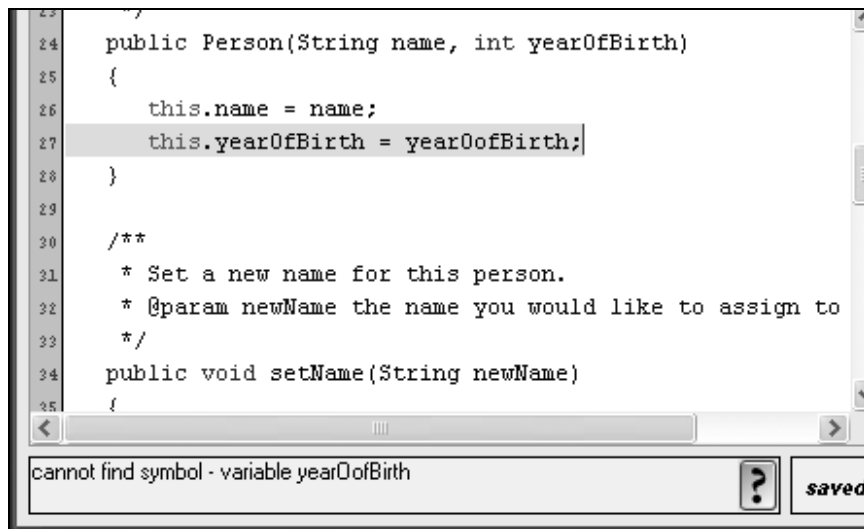 23 */
24 public Person(String name, int yearOfBirth)
25 {
26 this.name = name;
27 this.yearOfBirth = yearOofBirth;
28 }
29
30 /**
31 * Set a new name for this person.
32 * @param newName the name you would like to assign to
33 */
34 public void setName(String newName)
35 {
cannot find symbol - variable yearOofBirth
? saved